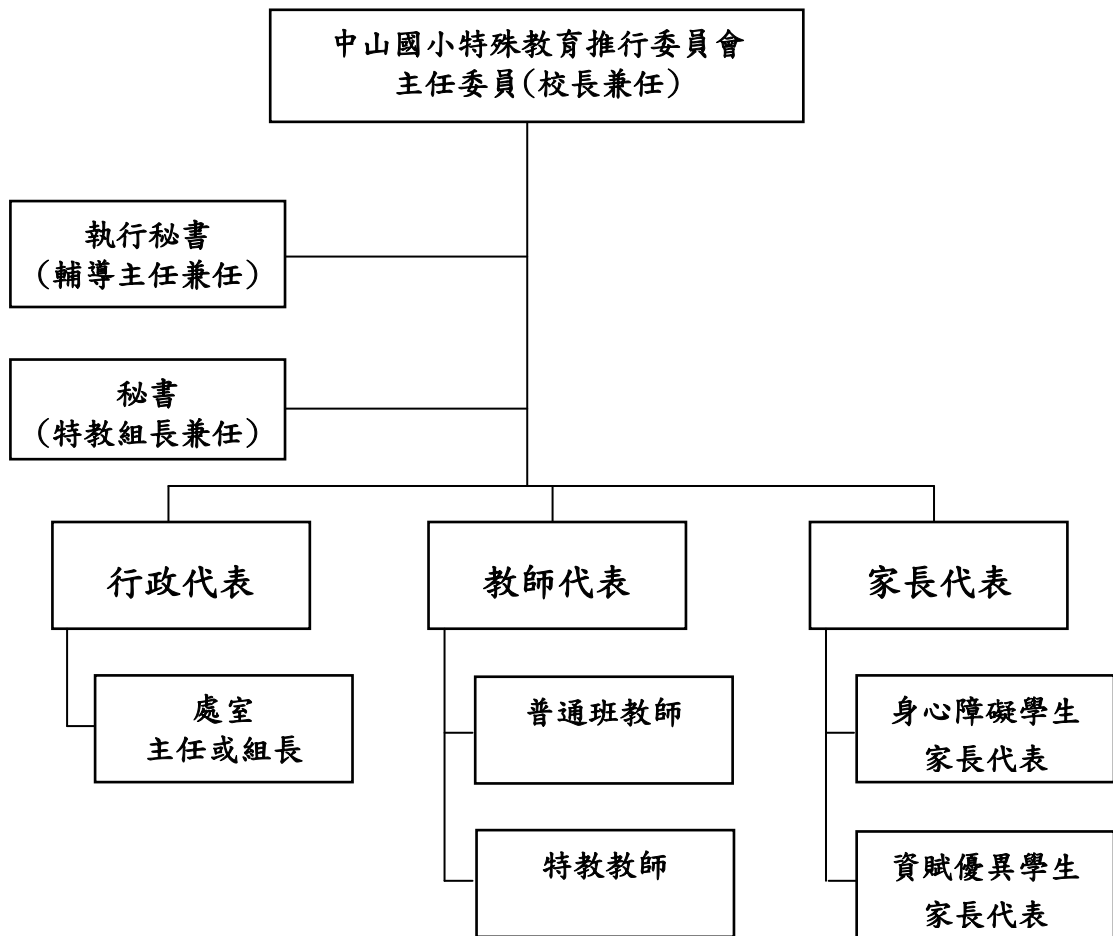 中山國小特殊教育推行委員會
主任委員(校長兼任)
執行秘書
(輔導主任兼任)
秘書
(特教組長兼任)
行政代表
教師代表
家長代表
處室
主任或組長
普通班教師
身心障礙學生
家長代表
特教教師
資賦優異學生
家長代表